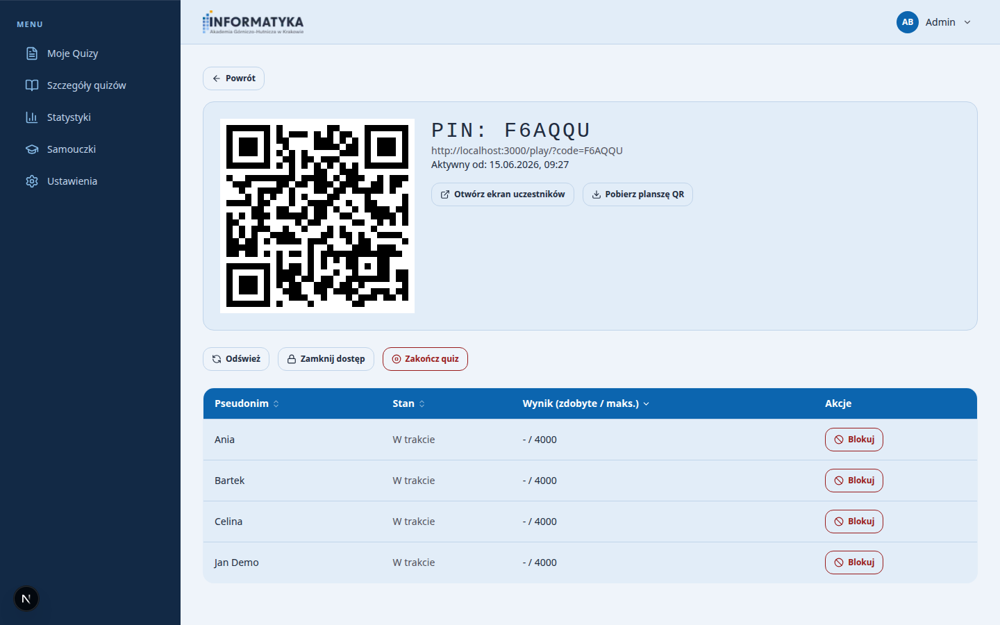 MENU
Moje Quizy
Szczegóły quizów
Statystyki
Samouczki
Ustawienia
N
INFORMATYKA
Akademia Górniczo-Hutnicza w Krakowie
AB Admin
Powrót
PIN: F6AQQU
http://localhost:3000/play/?code=F6AQQU
Aktywny od: 15.06.2026, 09:27
Otwórz ekran uczestników Pobierz planszę QR
Odśwież Zamknij dostęp Zakończ quiz
Pseudonim Stan Wynik (zdobyte / maks.) Akcje
Ania W trakcie - / 4000 Blokuj
Bartek W trakcie - / 4000 Blokuj
Celina W trakcie - / 4000 Blokuj
Jan Demo W trakcie - / 4000 Blokuj